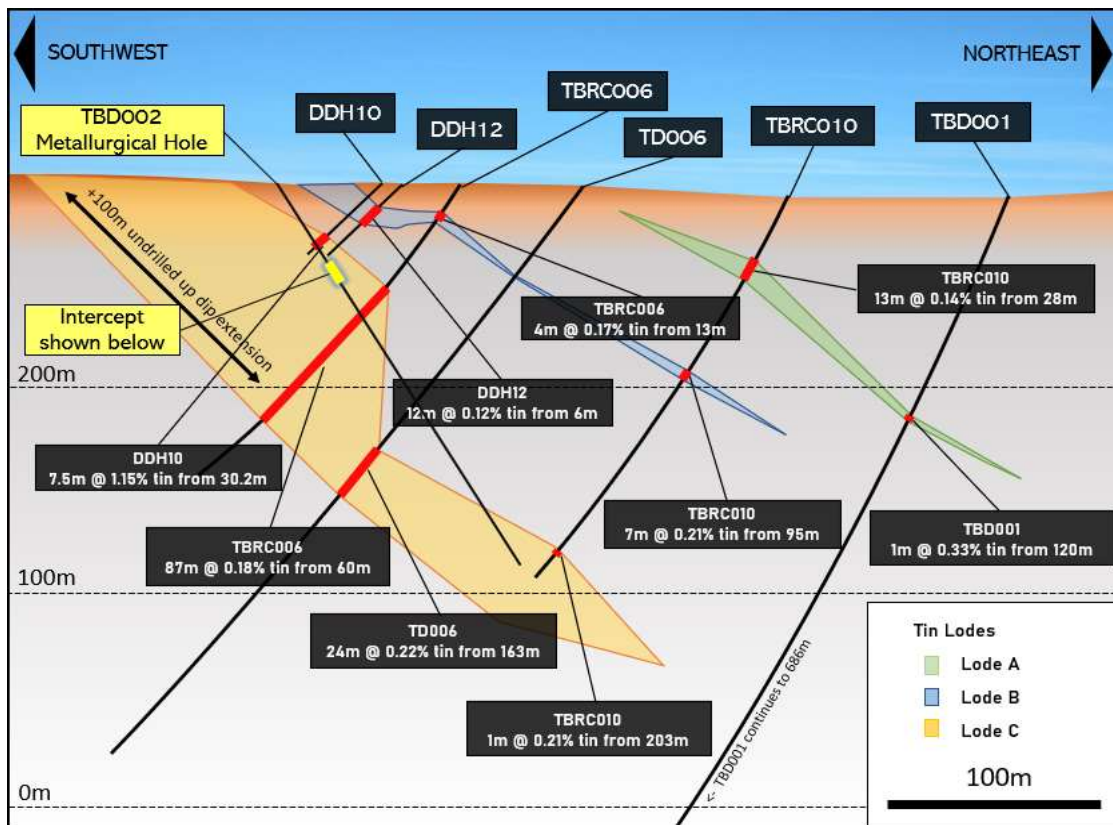 SOUTHWEST
NORTHEAST
TBD002
Metallurgical Hole
DDH10
DDH12
TBRC006
TD006
TBRC010
TBD001
+100m undrilled up dip extension
Intercept
shown below
TBRC006
4m @ 0.17% tin from 13m
TBRC010
13m @ 0.14% tin from 28m
200m
DDH12
12m @ 0.12% tin from 6m
DDH10
7.5m @ 1.15% tin from 30.2m
TBRC010
7m @ 0.21% tin from 95m
TBD001
1m @ 0.33% tin from 120m
TBRC006
87m @ 0.18% tin from 60m
100m
TD006
24m @ 0.22% tin from 163m
TBRC010
1m @ 0.21% tin from 203m
<- TBD001 continues to 686m
Tin Lodes
Lode A
Lode B
Lode C
100m
0m